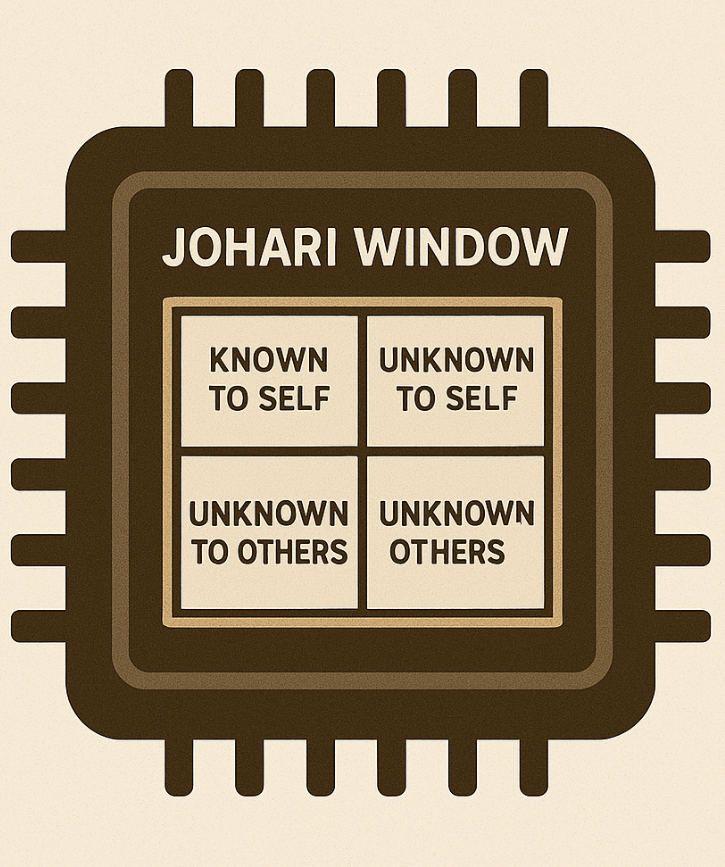 JOHARI WINDOW
KNOWN
TO SELF
UNKNOWN
TO SELF
UNKNOWN
TO OTHERS
UNKNOWN
OTHERS